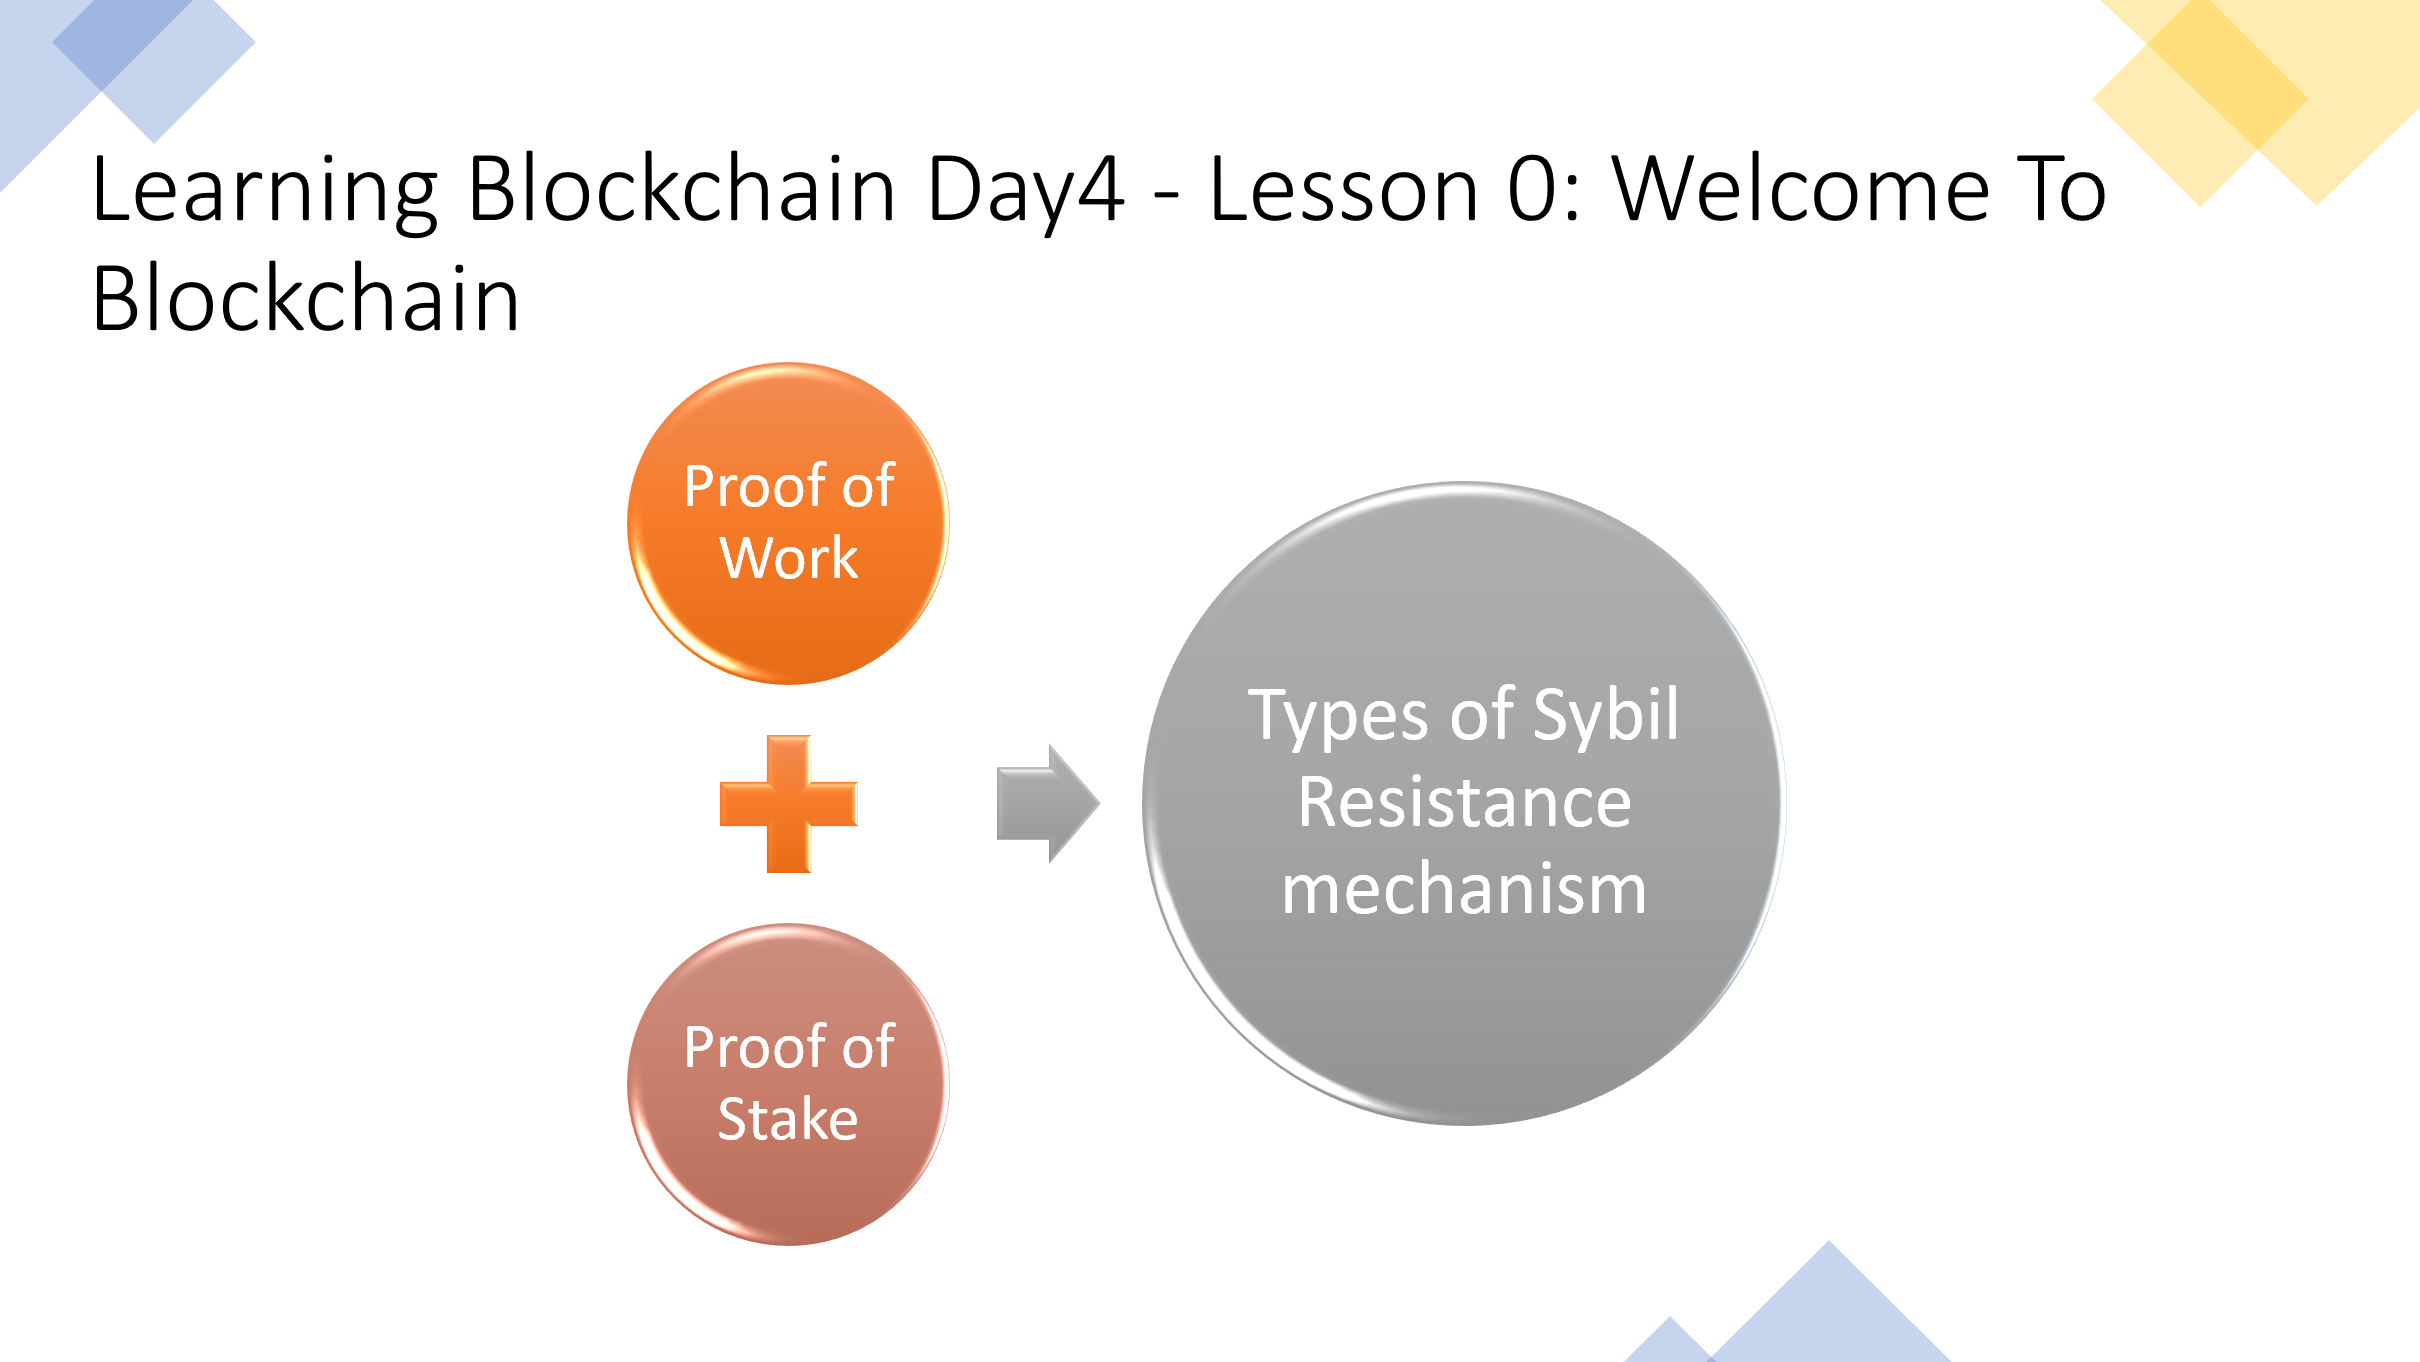 Learning Blockchain Day4 - Lesson 0: Welcome To
Blockchain
Proof of
Work
Proof of
Stake
Types of Sybil
Resistance
mechanism